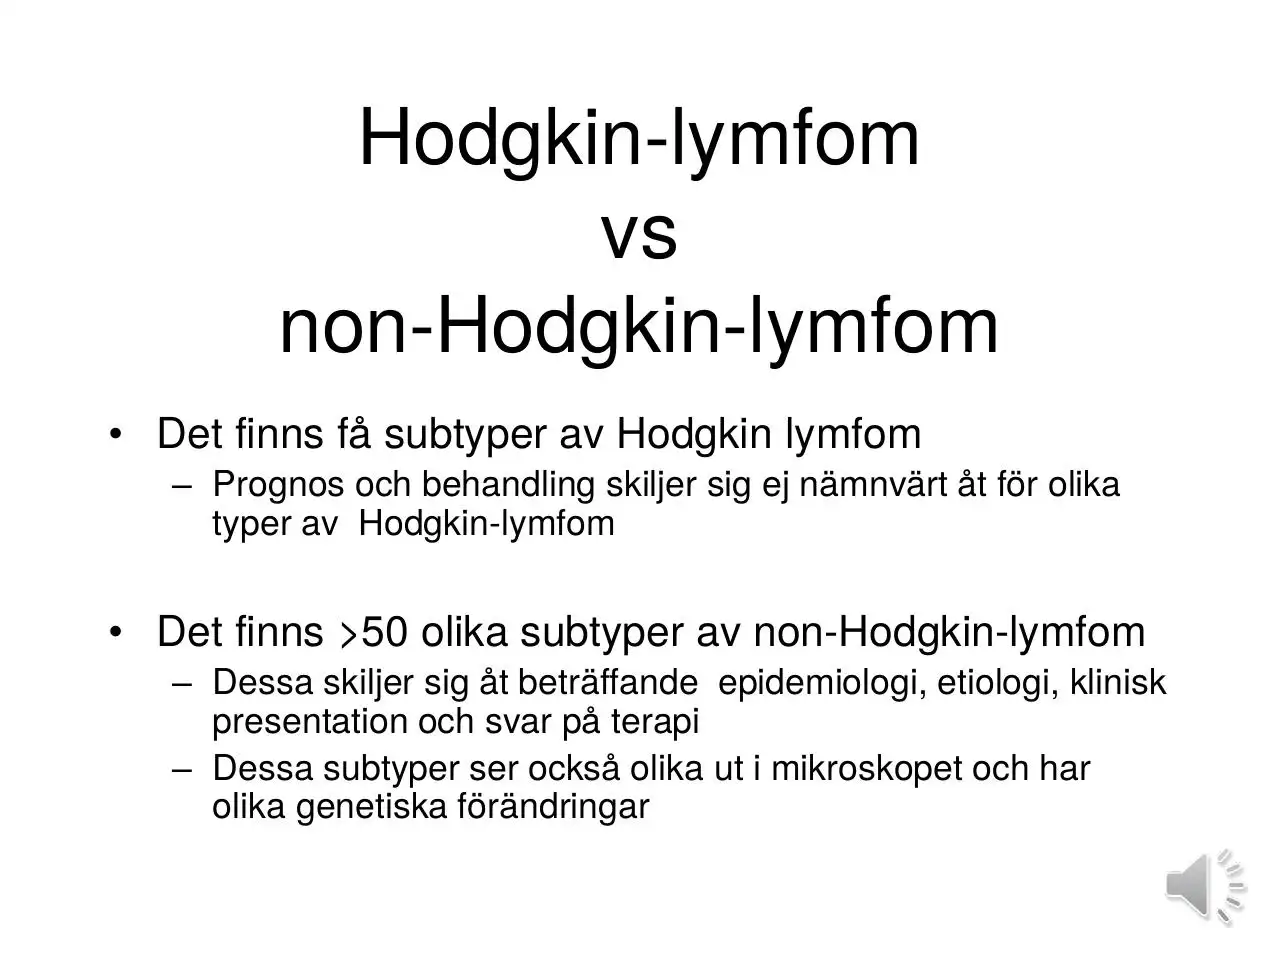 Hodgkin-lymfom
vs
non-Hodgkin-lymfom
• Det finns få subtyper av Hodgkin lymfom
– Prognos och behandling skiljer sig ej nämnvärt åt för olika
typer av  Hodgkin-lymfom
• Det finns >50 olika subtyper av non-Hodgkin-lymfom
– Dessa skiljer sig åt beträffande  epidemiologi, etiologi, klinisk
presentation och svar på terapi
– Dessa subtyper ser också olika ut i mikroskopet och har
olika genetiska förändringar